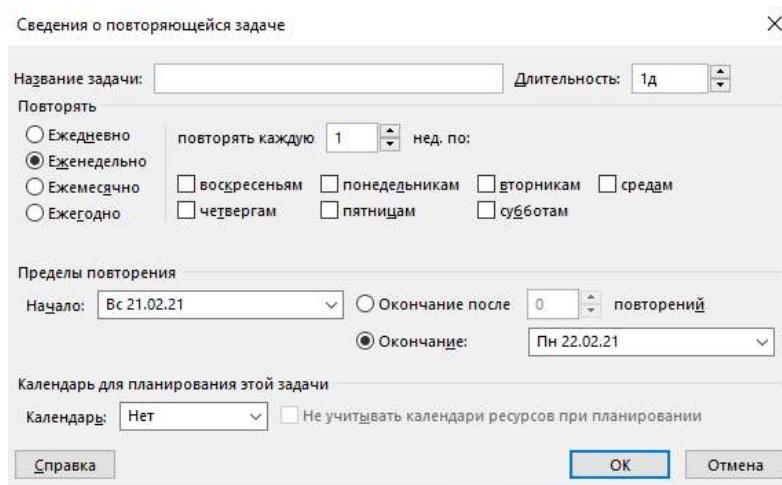 Сведения о повторяющейся задаче
Название задачи: Длительность: 1д
Повторять
Ежедневно
повторять каждую 1 нед. по:
Еженедельно
Ежемесячно
воскресеньям понедельникам вторникам средам
Ежегодно
четвергам пятницам субботам
Пределы повторения
Начало: Вс 21.02.21 Окончание после 0 повторений
Окончание: Пн 22.02.21
Календарь для планирования этой задачи
Календарь: Нет Не учитывать календари ресурсов при планировании
Справка ОК Отмена